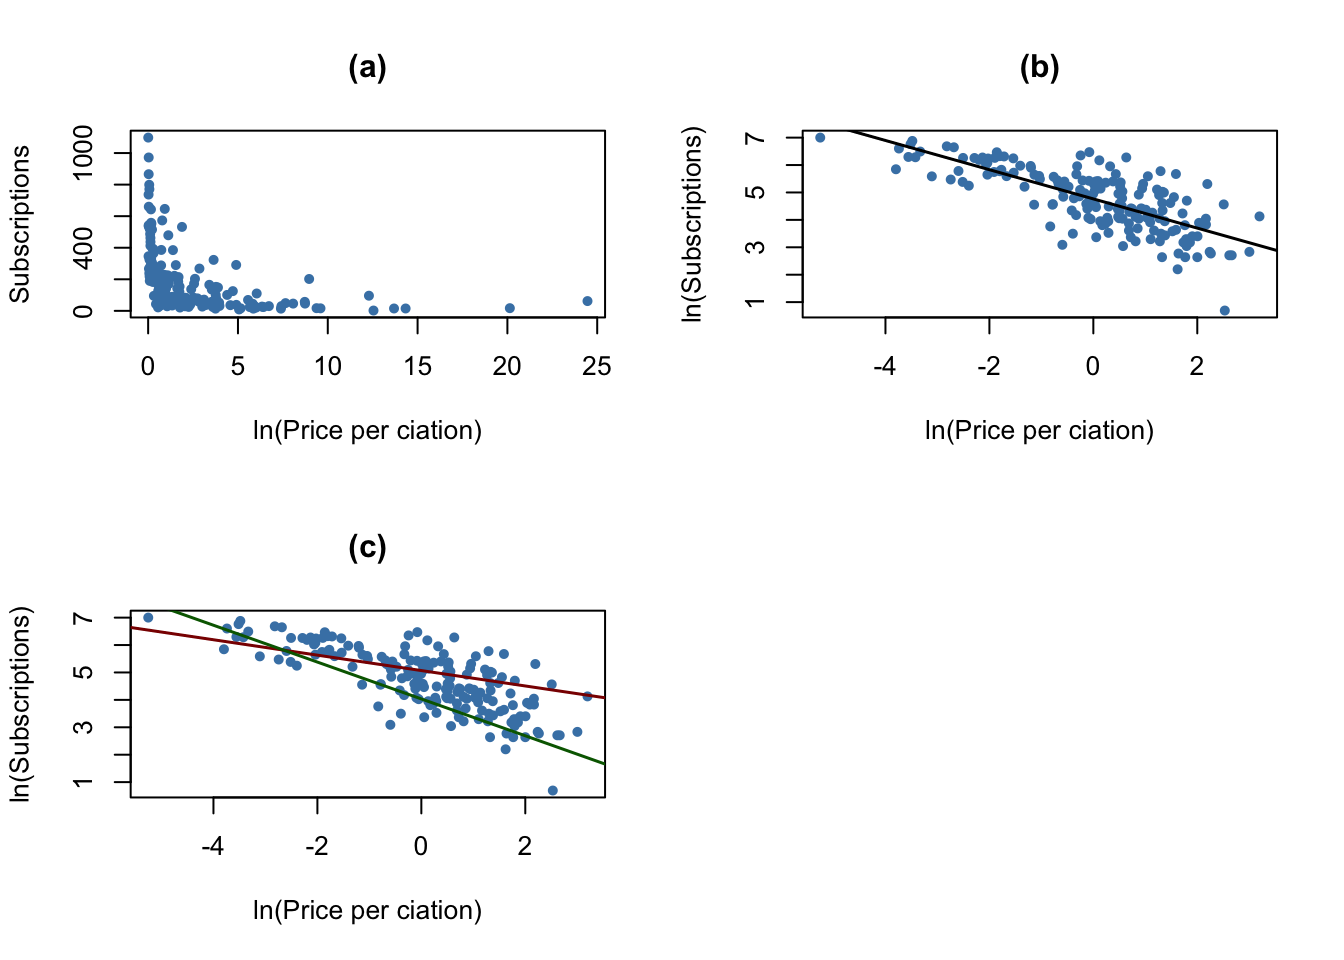 (a)
Subscriptions
0 400 1000
0 5 10 15 20 25
ln(Price per ciation)
(b)
ln(Subscriptions)
1 3 5 7
-4 -2 0 2
ln(Price per ciation)
(c)
ln(Subscriptions)
1 3 5 7
-4 -2 0 2
ln(Price per ciation)